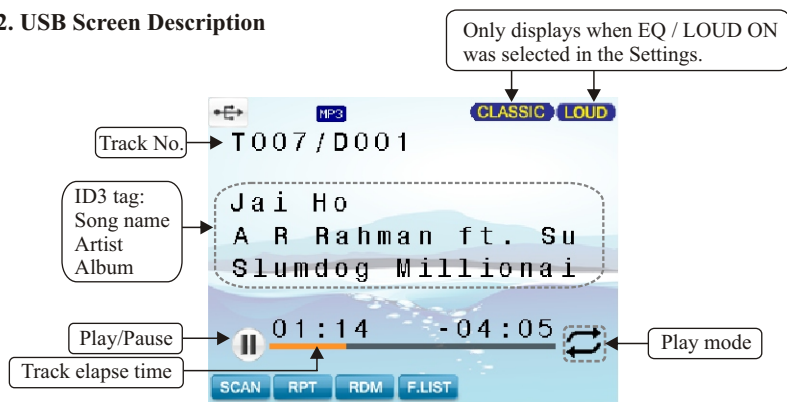 2. USB Screen Description
Only displays when EQ / LOUD ON
was selected in the Settings.
MP3
CLASSIC
LOUD
Track No.
T007/D001
ID3 tag:
Song name
Artist
Album
Jai Ho
A R Rahman ft. Su
Slumdog Millionai
Play/Pause
01:14
-04:05
Play mode
Track elapse time
SCAN
RPT
RDM
F.LIST